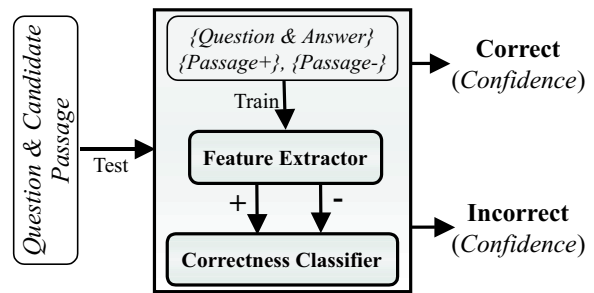 Question & Candidate
Passage
Test
{Question & Answer}
{Passage+}, {Passage-}
Train
Feature Extractor
+ -
Correctness Classifier
Correct
(Confidence)
Incorrect
(Confidence)